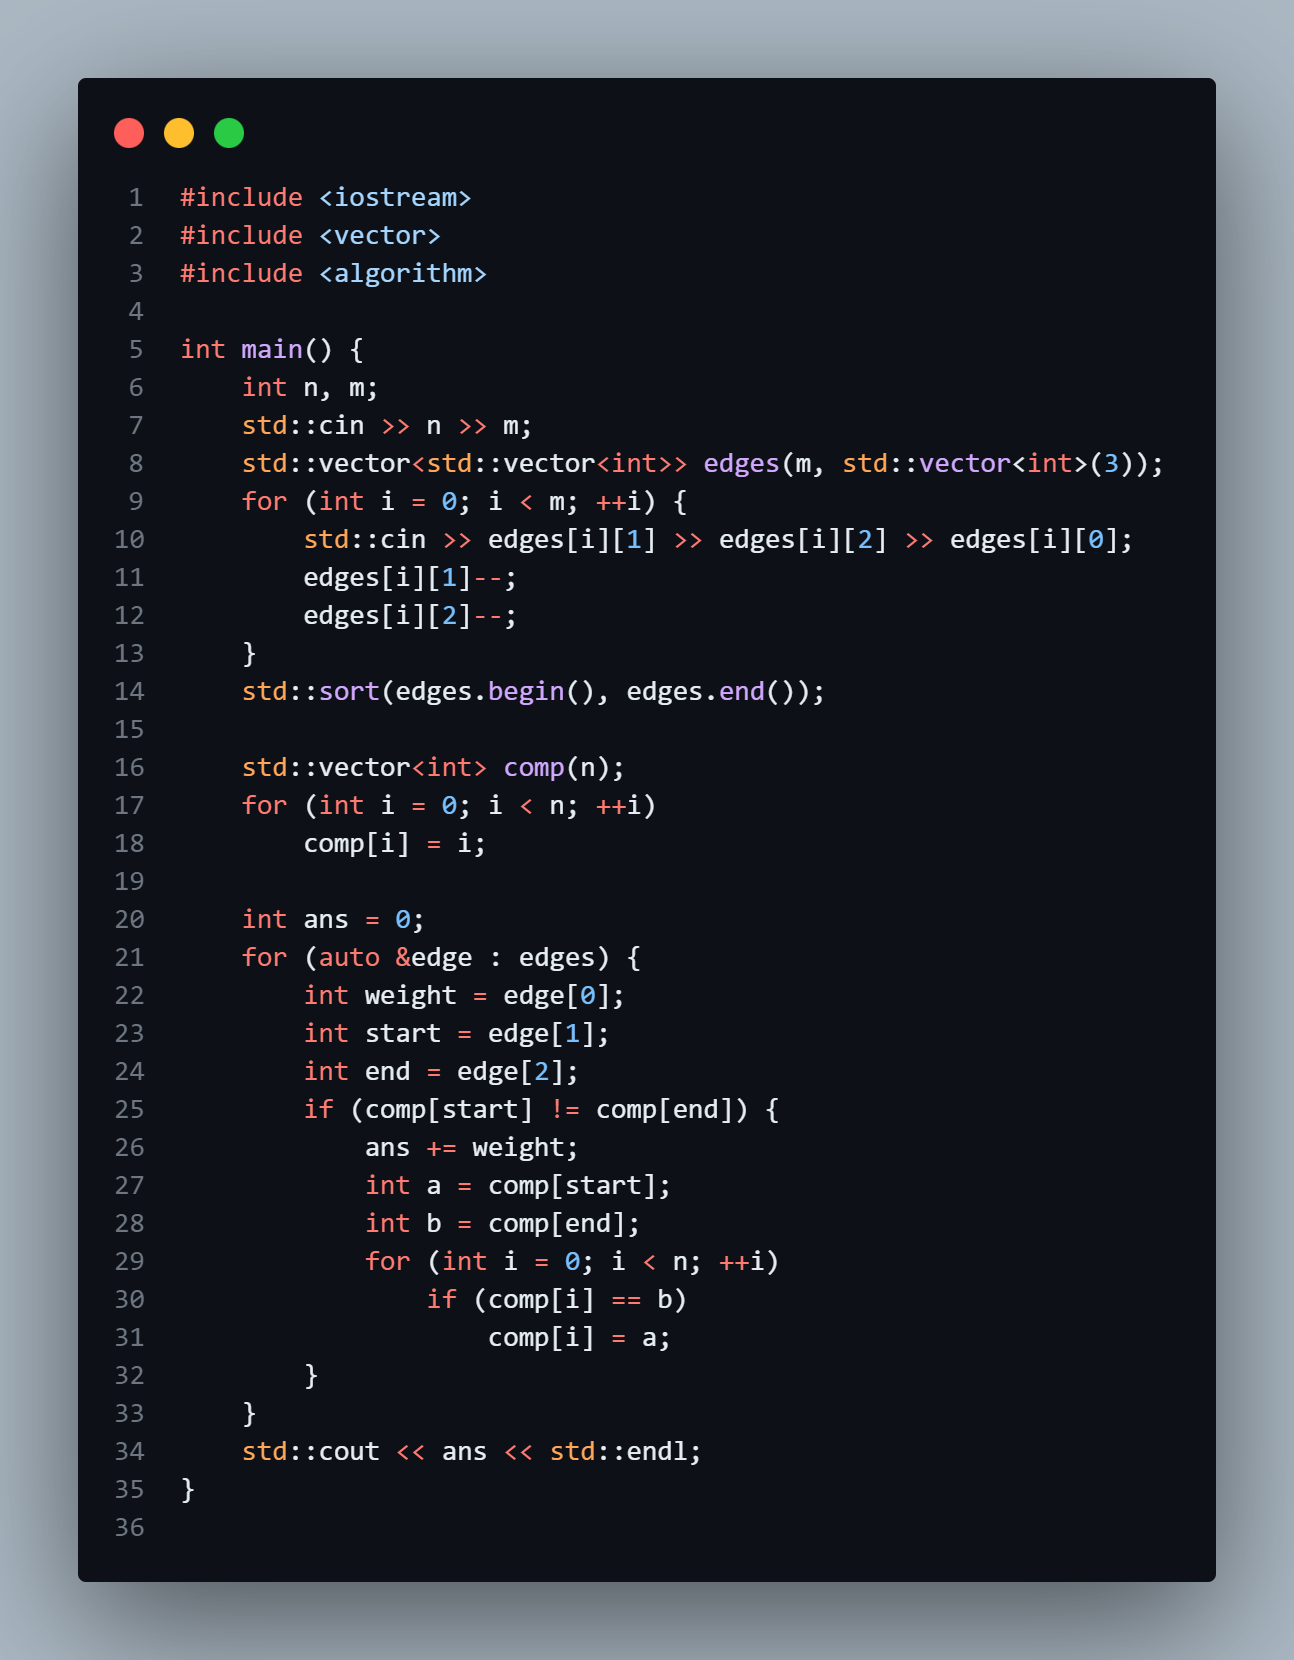 1 #include <iostream>
2 #include <vector>
3 #include <algorithm>
4
5 int main() {
6     int n, m;
7     std::cin >> n >> m;
8     std::vector<std::vector<int>> edges(m, std::vector<int>(3));
9     for (int i = 0; i < m; ++i) {
10         std::cin >> edges[i][1] >> edges[i][2] >> edges[i][0];
11         edges[i][1]--;
12         edges[i][2]--;
13     }
14     std::sort(edges.begin(), edges.end());
15
16     std::vector<int> comp(n);
17     for (int i = 0; i < n; ++i)
18         comp[i] = i;
19
20     int ans = 0;
21     for (auto &edge : edges) {
22         int weight = edge[0];
23         int start = edge[1];
24         int end = edge[2];
25         if (comp[start] != comp[end]) {
26             ans += weight;
27             int a = comp[start];
28             int b = comp[end];
29             for (int i = 0; i < n; ++i)
30                 if (comp[i] == b)
31                     comp[i] = a;
32         }
33     }
34     std::cout << ans << std::endl;
35 }
36